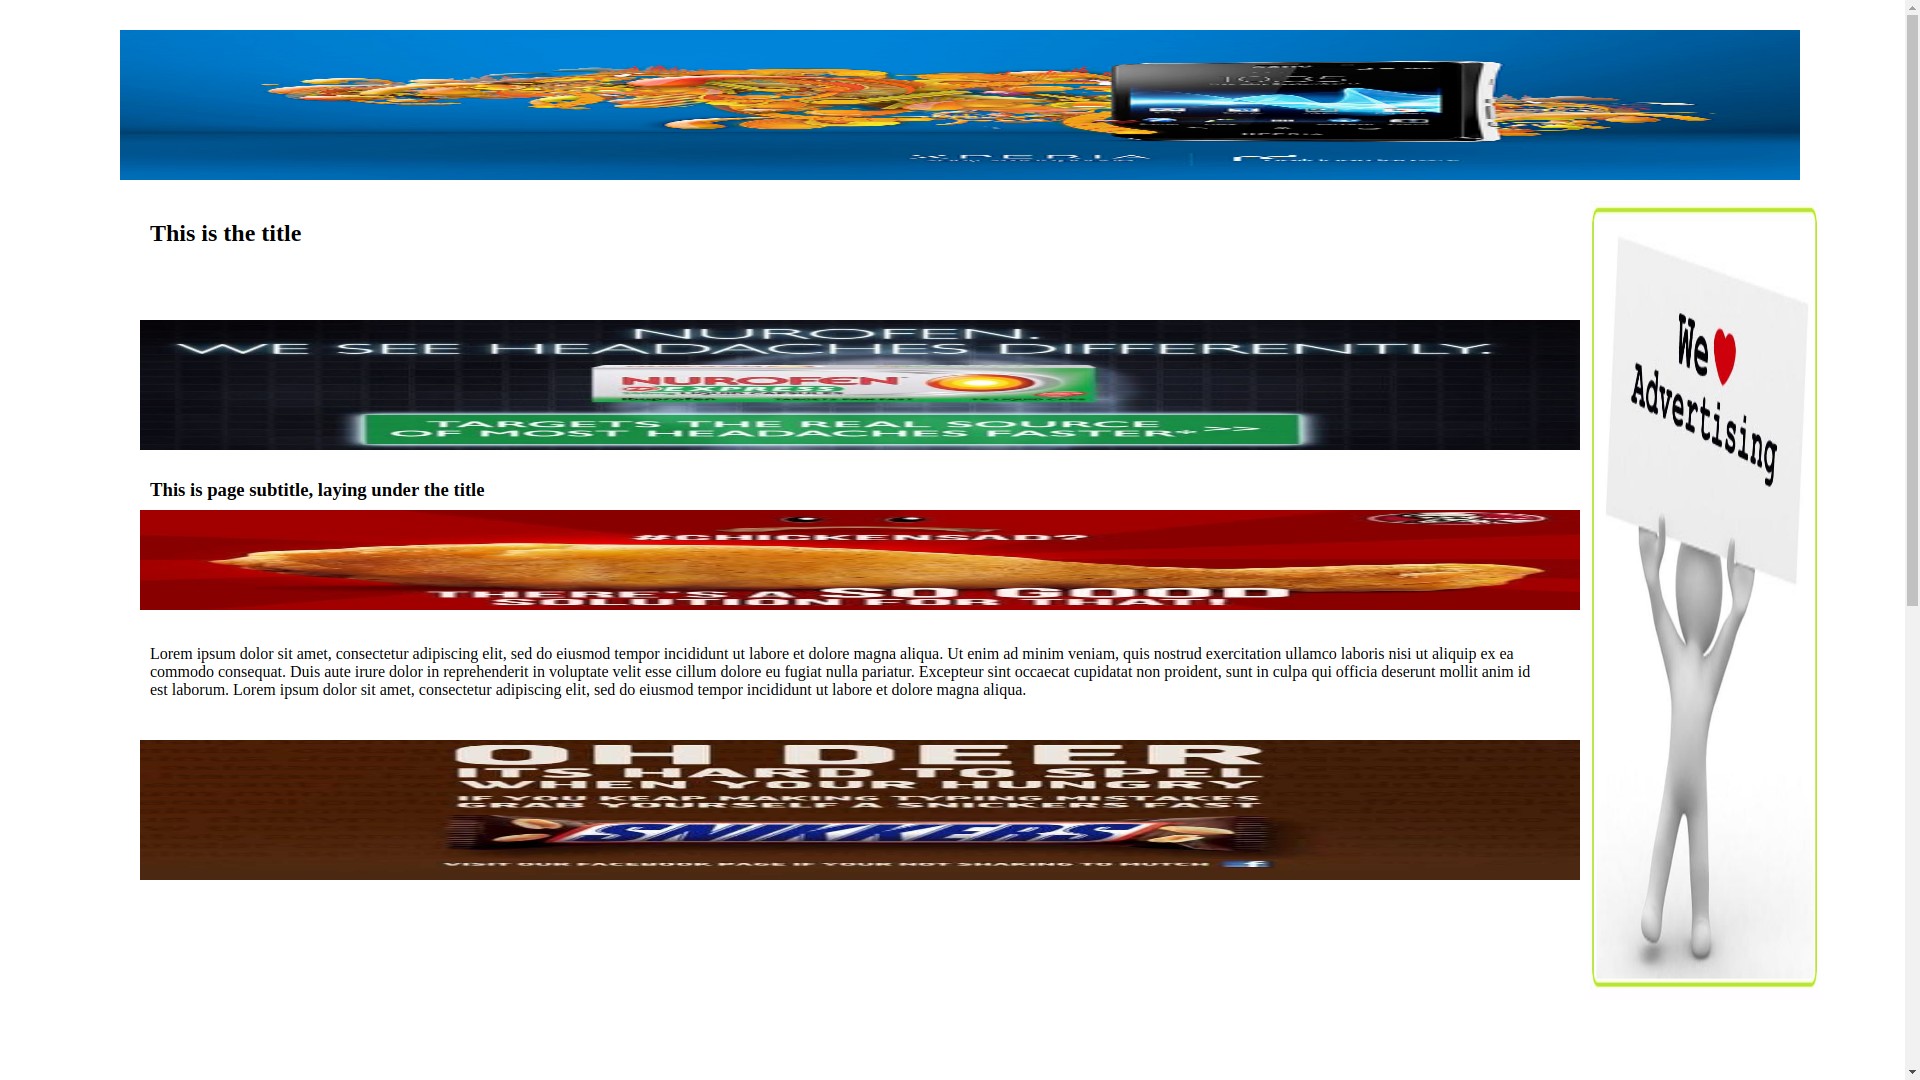 This is the title
NUROFEN.
WE SEE HEADACHES DIFFERENTLY.
NUROFEN
EXPRESS
TARGETS THE REAL SOURCE
OF MOST HEADACHES FASTER* >>
This is page subtitle, laying under the title
#CHICKENSAD?
THERE'S A SO GOOD
SOLUTION FOR THAT!
Lorem ipsum dolor sit amet, consectetur adipiscing elit, sed do eiusmod tempor incididunt ut labore et dolore magna aliqua. Ut enim ad minim veniam, quis nostrud exercitation ullamco laboris nisi ut aliquip ex ea
commodo consequat. Duis aute irure dolor in reprehenderit in voluptate velit esse cillum dolore eu fugiat nulla pariatur. Excepteur sint occaecat cupidatat non proident, sunt in culpa qui officia deserunt mollit anim id
est laborum. Lorem ipsum dolor sit amet, consectetur adipiscing elit, sed do eiusmod tempor incididunt ut labore et dolore magna aliqua.
OH DEER
ITS HARD TO SPEL
WHEN YOUR HUNGRY
IF YOU KEAP MAKING TYPING MISTAKES
GRAB YOURSELF A SNICKERS FAST
VISIT OUR FACEBOOK PAGE IF YOUR NOT SHAKING TO MUTCH
We
Advertising